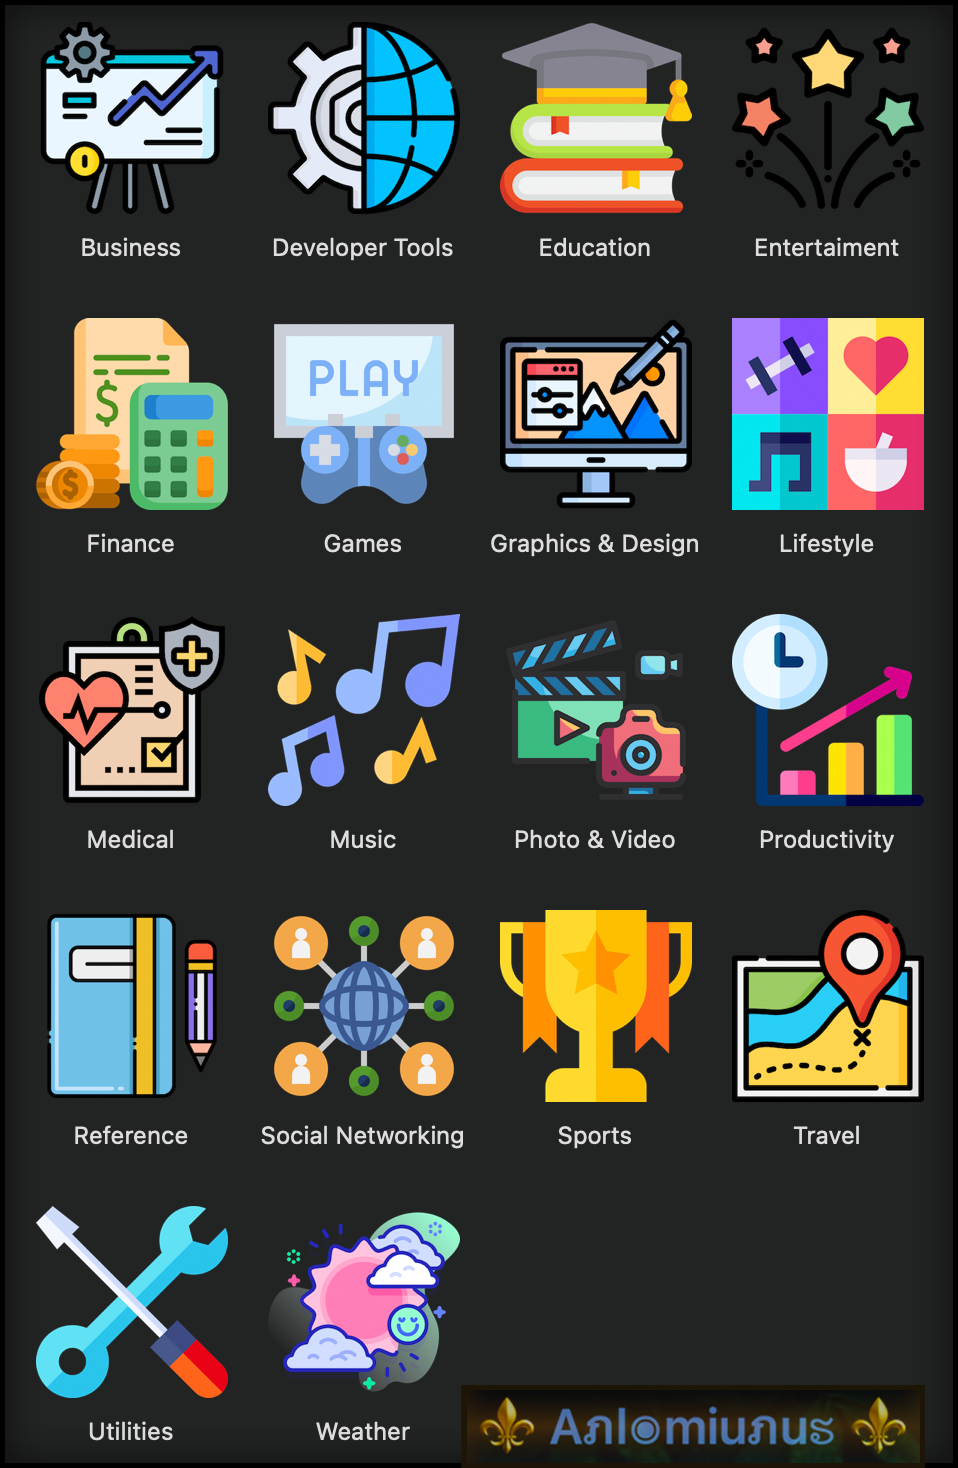 Business
Developer Tools
Education
Entertaiment
$
$
PLAY
Finance
Games
Graphics & Design
Lifestyle
Medical
Music
Photo & Video
Productivity
Reference
Social Networking
Sports
Travel
Utilities
Weather